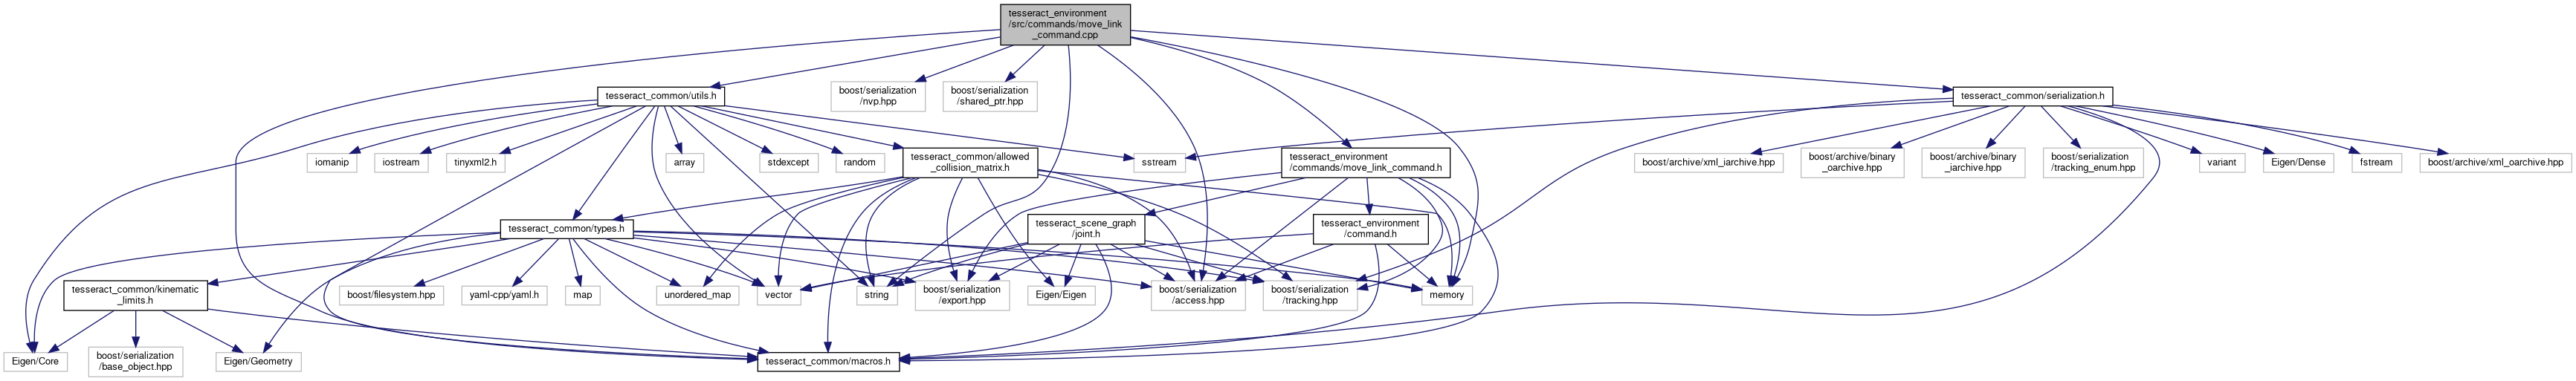 tesseract_environment
/src/commands/move_link
_command.cpp
tesseract_common/utils.h
boost/serialization
/nvp.hpp
boost/serialization
/shared_ptr.hpp
tesseract_common/serialization.h
iomanip
iostream
tinyxml2.h
array
stdexcept
random
tesseract_common/allowed
_collision_matrix.h
sstream
tesseract_environment
/commands/move_link_command.h
boost/archive/xml_iarchive.hpp
boost/archive/binary
_oarchive.hpp
boost/archive/binary
_iarchive.hpp
boost/serialization
/tracking_enum.hpp
variant
Eigen/Dense
fstream
boost/archive/xml_oarchive.hpp
tesseract_common/types.h
tesseract_scene_graph
/joint.h
tesseract_environment
/command.h
tesseract_common/kinematic
_limits.h
boost/filesystem.hpp
yaml-cpp/yaml.h
map
unordered_map
vector
string
boost/serialization
/export.hpp
Eigen/Eigen
boost/serialization
/access.hpp
boost/serialization
/tracking.hpp
memory
Eigen/Core
boost/serialization
/base_object.hpp
Eigen/Geometry
tesseract_common/macros.h